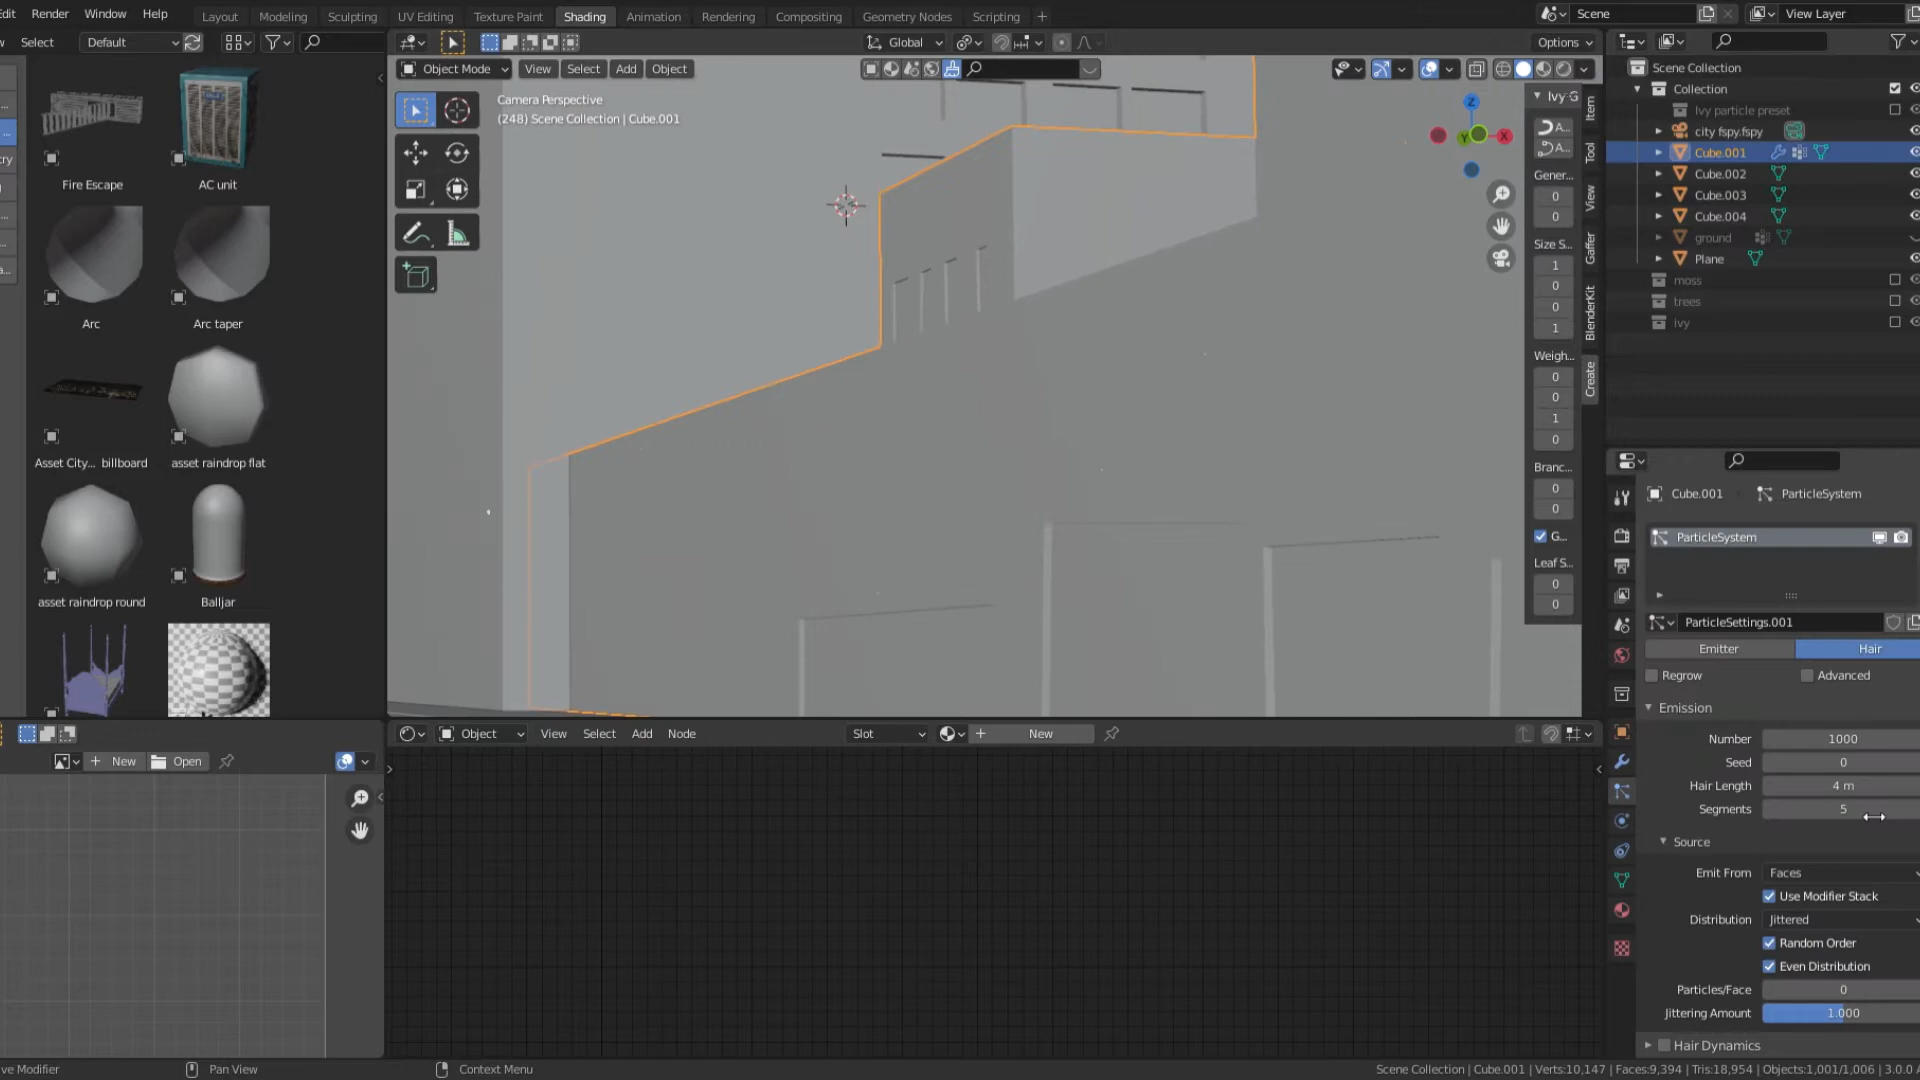 Edit Render Window Help
Layout Modeling Sculpting UV Editing Texture Paint Shading Animation Rendering Compositing Geometry Nodes Scripting +
Scene
View Layer
Select Default
Global
Options
Object Mode View Select Add Object
Camera Perspective
(248) Scene Collection | Cube.001
Fire Escape AC unit
Arc Arc taper
Asset City... billboard asset raindrop flat
asset raindrop round Balljar
Z
Y X
Ivy G
A...
A...
Gener...
0
0
Size S...
1
0
0
1
Weigh...
0
0
1
0
Branc...
0
0
G...
Leaf S...
0
0
Item
Tool
View
Gaffer
BlenderKit
Create
Scene Collection
Collection
Ivy particle preset
city fspy.fspy
Cube.001
Cube.002
Cube.003
Cube.004
ground
Plane
moss
trees
ivy
Cube.001 ParticleSystem
ParticleSystem
ParticleSettings.001
Emitter Hair
Regrow Advanced
Emission
Number 1000
Seed 0
Hair Length 4 m
Segments 5
Source
Emit From Faces
Use Modifier Stack
Distribution Jittered
Random Order
Even Distribution
Particles/Face 0
Jittering Amount 1.000
Hair Dynamics
New Open
Object View Select Add Node Slot New
ve Modifier Pan View Context Menu
Scene Collection | Cube.001 | Verts:10,147 | Faces:9,394 | Tris:18,954 | Objects:1,001/1,006 | 3.0.0